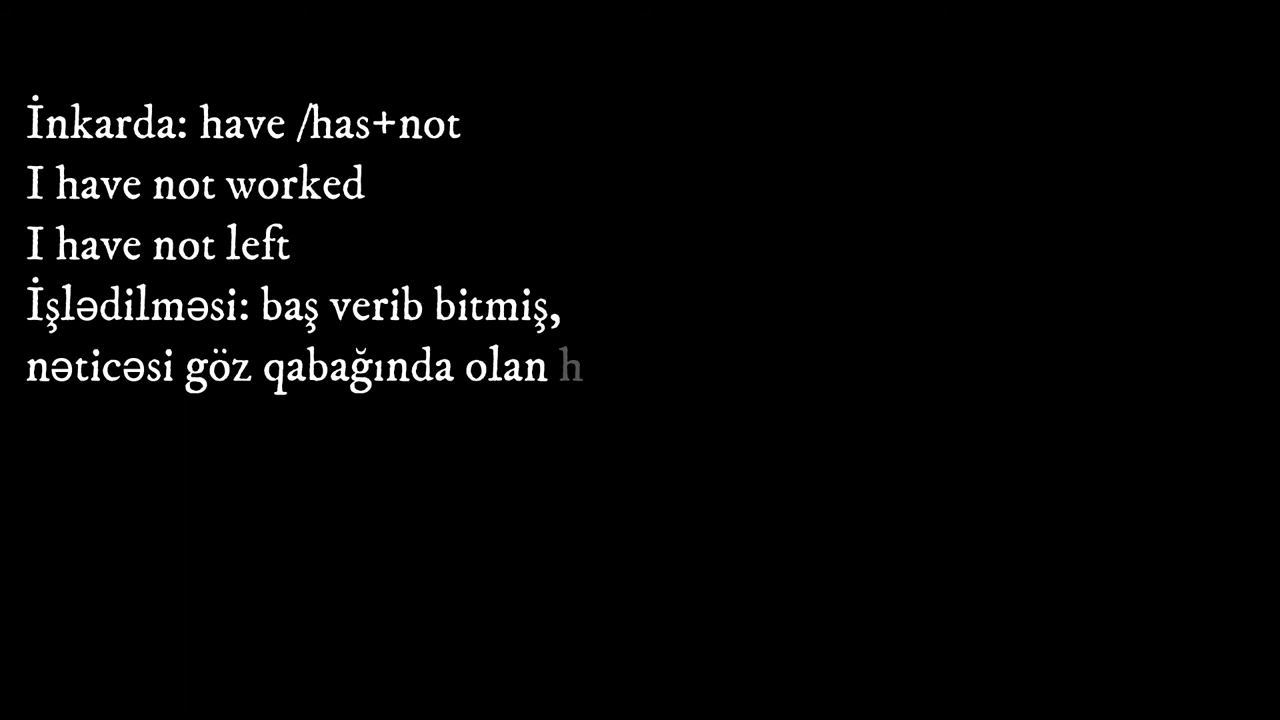 İnkarda: have /has+not
I have not worked
I have not left
İşlədilməsi: baş verib bitmiş,
nəticəsi göz qabağında olan h